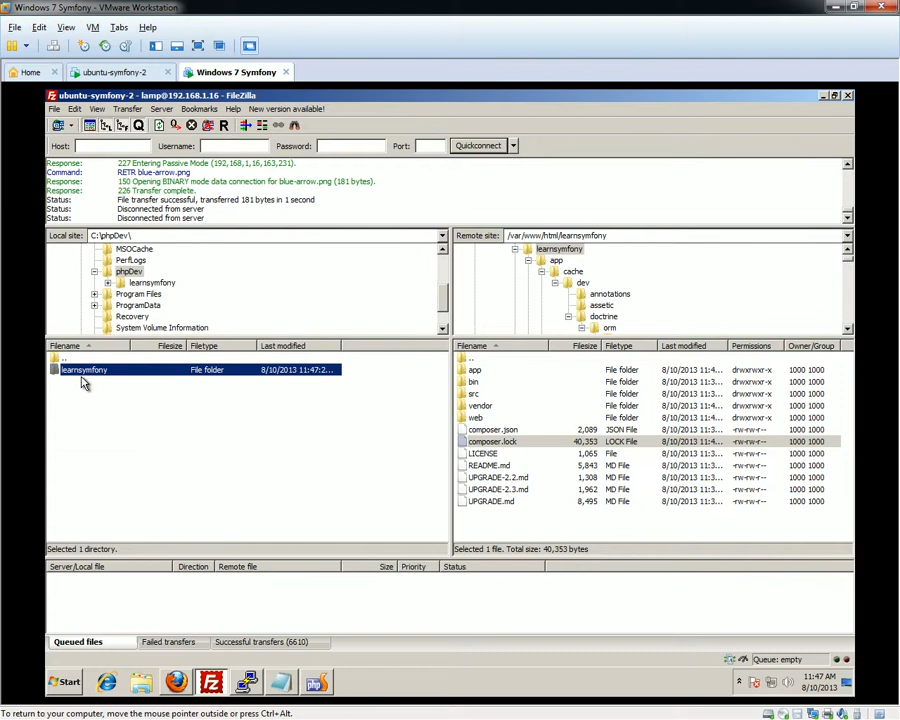 Windows 7 Symfony - VMware Workstation
File Edit View VM Tabs Help
Home ubuntu-symfony-2 Windows 7 Symfony
ubuntu-symfony-2 - lamp@192.168.1.16 - FileZilla
File Edit View Transfer Server Bookmarks Help New version available!
Host: Username: Password: Port: Quickconnect
Response: 227 Entering Passive Mode (192,168,1,16,163,231).
Command: RETR blue-arrow.png
Response: 150 Opening BINARY mode data connection for blue-arrow.png (181 bytes).
Response: 226 Transfer complete.
Status: File transfer successful, transferred 181 bytes in 1 second
Status: Disconnected from server
Status: Disconnected from server
Local site: C:\phpDev\
MSOCache
PerfLogs
phpDev
learnsymfony
Program Files
ProgramData
Recovery
System Volume Information
Remote site: /var/www/html/learnsymfony
learnsymfony
app
cache
dev
annotations
assetic
doctrine
orm
Filename Filesize Filetype Last modified
..
learnsymfony File folder 8/10/2013 11:47:2...
Selected 1 directory.
Filename Filesize Filetype Last modified Permissions Owner/Group
..
app File folder 8/10/2013 11:4... drwxrwxr-x 1000 1000
bin File folder 8/10/2013 11:3... drwxrwxr-x 1000 1000
src File folder 8/10/2013 11:3... drwxrwxr-x 1000 1000
vendor File folder 8/10/2013 11:4... drwxrwxr-x 1000 1000
web File folder 8/10/2013 11:3... drwxrwxr-x 1000 1000
composer.json 2,089 JSON File 8/10/2013 11:3... -rw-rw-r-- 1000 1000
composer.lock 40,353 LOCK File 8/10/2013 11:4... -rw-rw-r-- 1000 1000
LICENSE 1,065 File 8/10/2013 11:3... -rw-rw-r-- 1000 1000
README.md 5,843 MD File 8/10/2013 11:3... -rw-rw-r-- 1000 1000
UPGRADE-2.2.md 1,308 MD File 8/10/2013 11:3... -rw-rw-r-- 1000 1000
UPGRADE-2.3.md 1,962 MD File 8/10/2013 11:3... -rw-rw-r-- 1000 1000
UPGRADE.md 8,495 MD File 8/10/2013 11:3... -rw-rw-r-- 1000 1000
Selected 1 file. Total size: 40,353 bytes
Server/Local file Direction Remote file Size Priority Status
Queued files Failed transfers Successful transfers (6610)
Queue: empty
Start
11:47 AM
8/10/2013
To return to your computer, move the mouse pointer outside or press Ctrl+Alt.